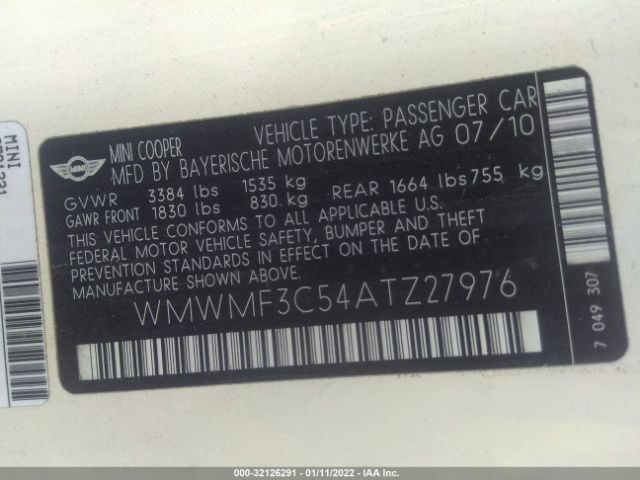 MINI COOPER VEHICLE TYPE: PASSENGER CAR
MFD BY BAYERISCHE MOTORENWERKE AG 07/10
MINI
GVWR 3384 lbs 1535 kg
GAWR FRONT 1830 lbs 830 kg REAR 1664 lbs 755 kg
THIS VEHICLE CONFORMS TO ALL APPLICABLE U.S.
FEDERAL MOTOR VEHICLE SAFETY, BUMPER AND THEFT
PREVENTION STANDARDS IN EFFECT ON THE DATE OF
MANUFACTURE SHOWN ABOVE.
WMWMF3C54ATZ27976
7 049 307
MINI
000-32126291 - 01/11/2022 - IAA Inc.